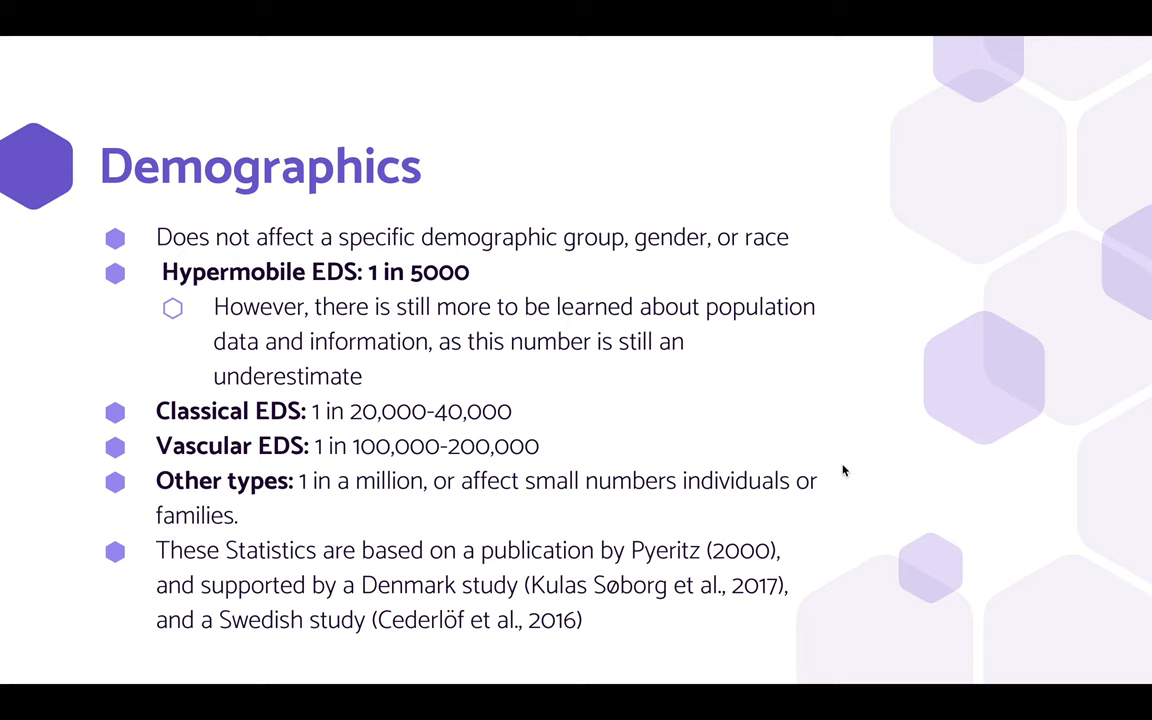 Demographics
Does not affect a specific demographic group, gender, or race
Hypermobile EDS: 1 in 5000
However, there is still more to be learned about population
data and information, as this number is still an
underestimate
Classical EDS: 1 in 20,000-40,000
Vascular EDS: 1 in 100,000-200,000
Other types: 1 in a million, or affect small numbers individuals or
families.
These Statistics are based on a publication by Pyeritz (2000),
and supported by a Denmark study (Kulas Søborg et al., 2017),
and a Swedish study (Cederlöf et al., 2016)